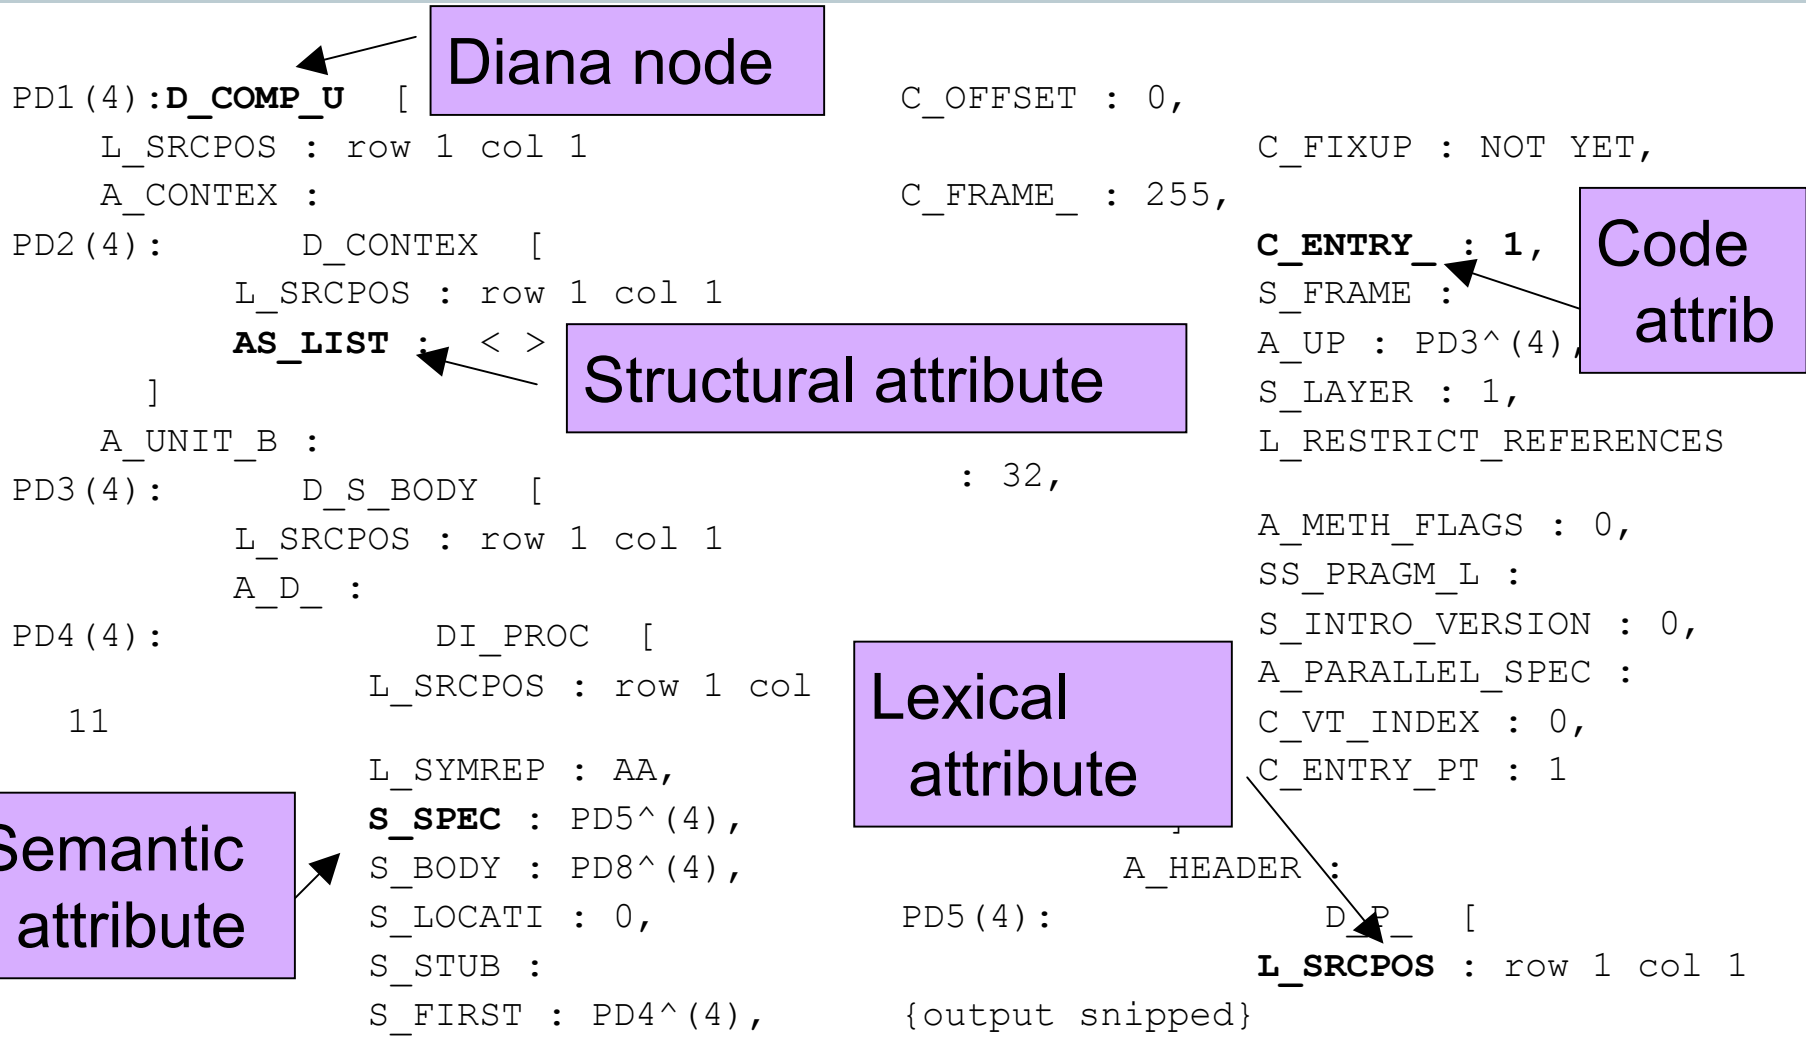 Diana node
PD1(4):D_COMP_U [
L_SRCPOS : row 1 col 1
A_CONTEX :
PD2(4): D_CONTEX [
L_SRCPOS : row 1 col 1
AS_LIST : < >
Structural attribute
]
A_UNIT_B :
PD3(4): D_S_BODY [
L_SRCPOS : row 1 col 1
A_D_ :
PD4(4): DI_PROC [
L_SRCPOS : row 1 col
11
L_SYMREP : AA,
S_SPEC : PD5^(4),
Semantic
attribute
S_BODY : PD8^(4),
S_LOCATI : 0,
S_STUB :
S_FIRST : PD4^(4),
C_OFFSET : 0,
C_FIXUP : NOT YET,
C_FRAME_ : 255,
C_ENTRY_ : 1,
Code
attrib
S_FRAME :
A_UP : PD3^(4),
S_LAYER : 1,
L_RESTRICT_REFERENCES
: 32,
A_METH_FLAGS : 0,
SS_PRAGM_L :
S_INTRO_VERSION : 0,
A_PARALLEL_SPEC :
C_VT_INDEX : 0,
C_ENTRY_PT : 1
Lexical
attribute
]
A_HEADER :
PD5(4): D_P_ [
L_SRCPOS : row 1 col 1
{output snipped}